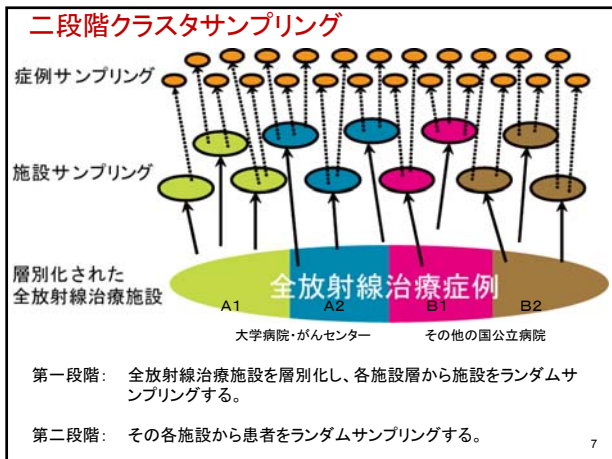 二段階クラスタサンプリング
症例サンプリング
施設サンプリング
層別化された
全放射線治療施設
全放射線治療症例
A1
A2
B1
B2
大学病院・がんセンター
その他の国公立病院
第一段階: 全放射線治療施設を層別化し、各施設層から施設をランダムサ
ンプリングする。
第二段階: その各施設から患者をランダムサンプリングする。
7